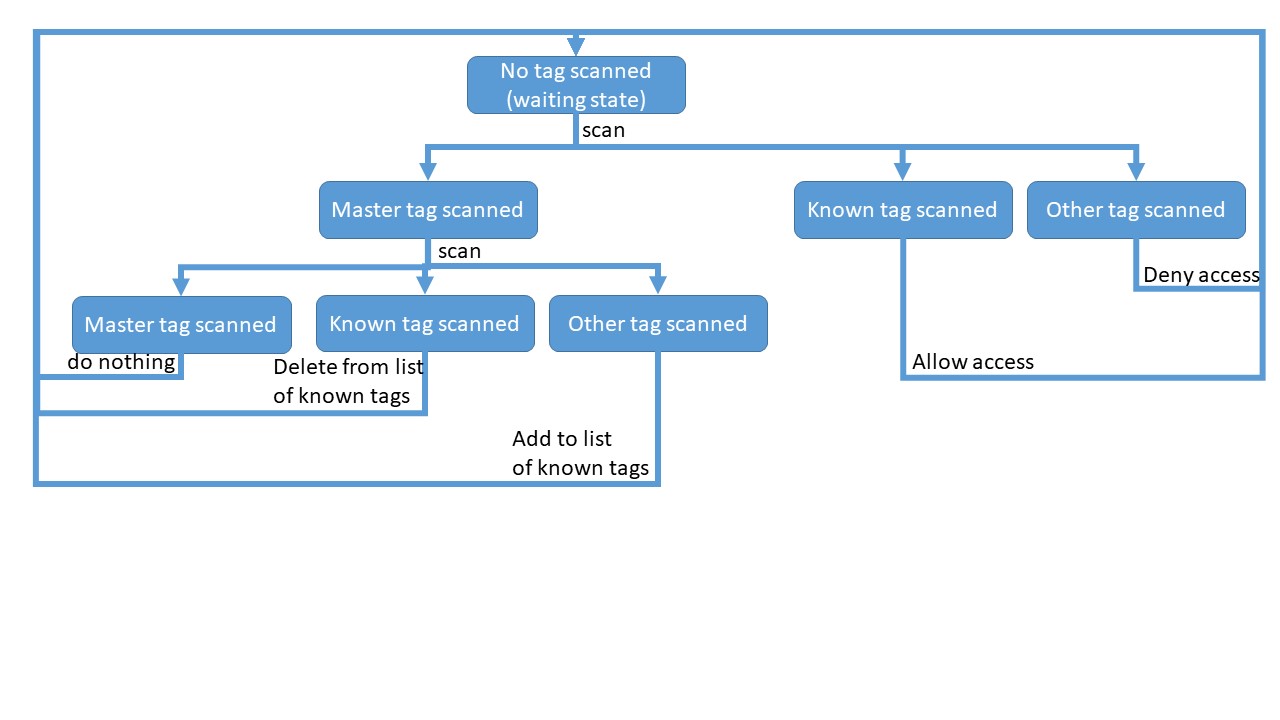 No tag scanned
(waiting state)
scan
Master tag scanned
Known tag scanned
Other tag scanned
scan
Deny access
Master tag scanned
Known tag scanned
Other tag scanned
do nothing
Delete from list
of known tags
Allow access
Add to list
of known tags